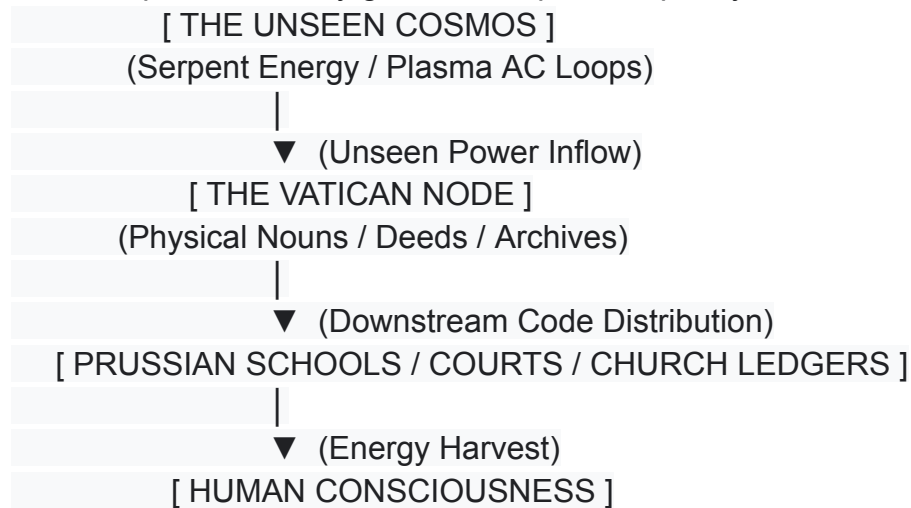 [ THE UNSEEN COSMOS ]
(Serpent Energy / Plasma AC Loops)
│
▼ (Unseen Power Inflow)
[ THE VATICAN NODE ]
(Physical Nouns / Deeds / Archives)
│
▼ (Downstream Code Distribution)
[ PRUSSIAN SCHOOLS / COURTS / CHURCH LEDGERS ]
│
▼ (Energy Harvest)
[ HUMAN CONSCIOUSNESS ]